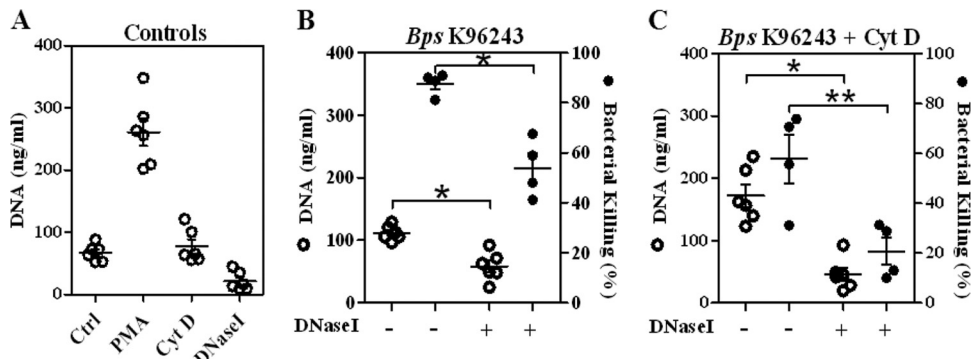 A
Controls
DNA (ng/ml)
400
300
200
100
0
Ctrl
PMA
Cyt D
DNaseI
B
Bps K96243
DNA (ng/ml)
400
300
200
100
0
*
*
100
80
60
40
20
0
Bacterial Killing (%)
DNaseI
- - + +
C
Bps K96243 + Cyt D
DNA (ng/ml)
400
300
200
100
0
*
**
100
80
60
40
20
0
Bacterial Killing (%)
DNaseI
- - + +